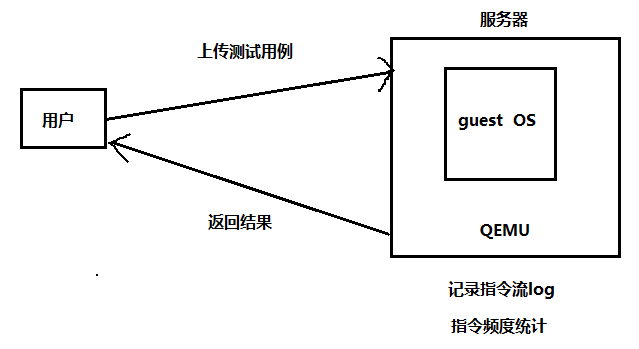 服务器
上传测试用例
用户
guest OS
返回结果
QEMU
记录指令流log
指令频度统计